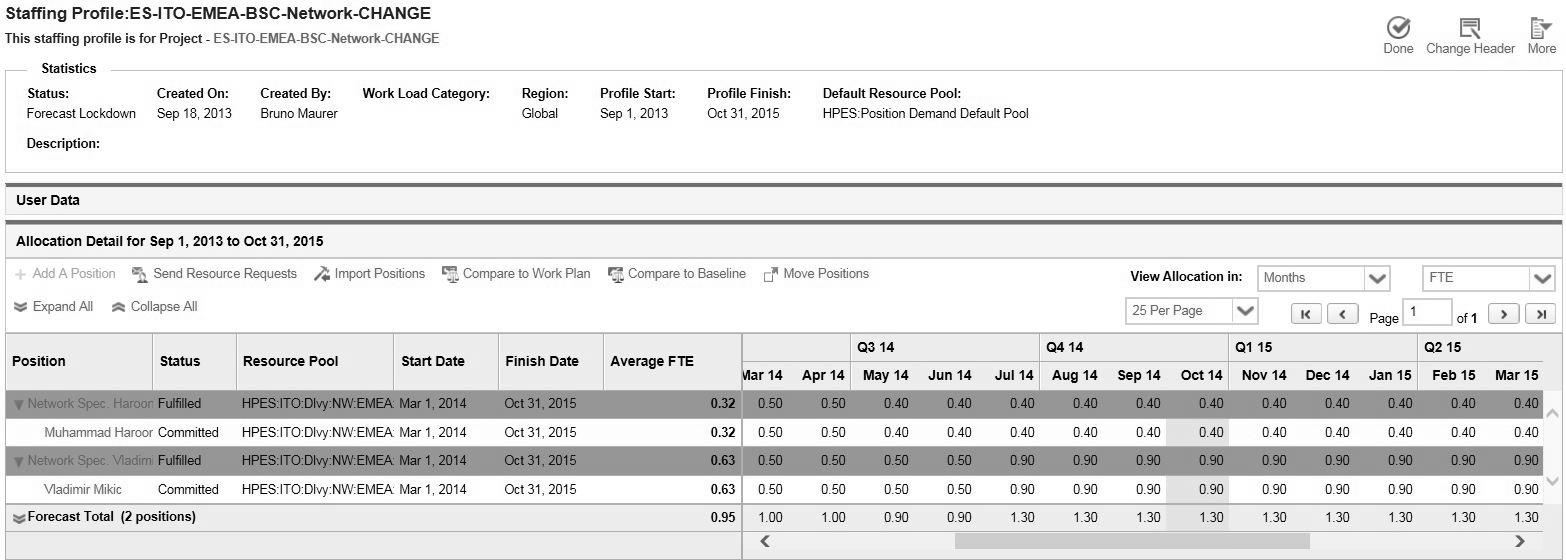 Staffing Profile:ES-ITO-EMEA-BSC-Network-CHANGE
This staffing profile is for Project - ES-ITO-EMEA-BSC-Network-CHANGE
Done Change Header More
Statistics
Status: Created On: Created By: Work Load Category: Region: Profile Start: Profile Finish: Default Resource Pool:
Forecast Lockdown Sep 18, 2013 Bruno Maurer Global Sep 1, 2013 Oct 31, 2015 HPES:Position Demand Default Pool
Description:
User Data
Allocation Detail for Sep 1, 2013 to Oct 31, 2015
Add A Position Send Resource Requests Import Positions Compare to Work Plan Compare to Baseline Move Positions View Allocation in: Months FTE
Expand All Collapse All 25 Per Page Page 1 of 1
Q3 14 Q4 14 Q1 15 Q2 15
Position Status Resource Pool Start Date Finish Date Average FTE
Mar 14 Apr 14 May 14 Jun 14 Jul 14 Aug 14 Sep 14 Oct 14 Nov 14 Dec 14 Jan 15 Feb 15 Mar 15
Network Spec. Haroon Fulfilled HPES:ITO:DIvy:NW:EMEA: Mar 1, 2014 Oct 31, 2015 0.32 0.50 0.50 0.40 0.40 0.40 0.40 0.40 0.40 0.40 0.40 0.40 0.40 0.40
Muhammad Haroor Committed HPES:ITO:DIvy:NW:EMEA: Mar 1, 2014 Oct 31, 2015 0.32 0.50 0.50 0.40 0.40 0.40 0.40 0.40 0.40 0.40 0.40 0.40 0.40 0.40
Network Spec. Vladimi Fulfilled HPES:ITO:DIvy:NW:EMEA: Mar 1, 2014 Oct 31, 2015 0.63 0.50 0.50 0.50 0.50 0.90 0.90 0.90 0.90 0.90 0.90 0.90 0.90 0.90
Vladimir Mikic Committed HPES:ITO:DIvy:NW:EMEA: Mar 1, 2014 Oct 31, 2015 0.63 0.50 0.50 0.50 0.50 0.90 0.90 0.90 0.90 0.90 0.90 0.90 0.90 0.90
Forecast Total (2 positions) 0.95 1.00 1.00 0.90 0.90 1.30 1.30 1.30 1.30 1.30 1.30 1.30 1.30 1.30